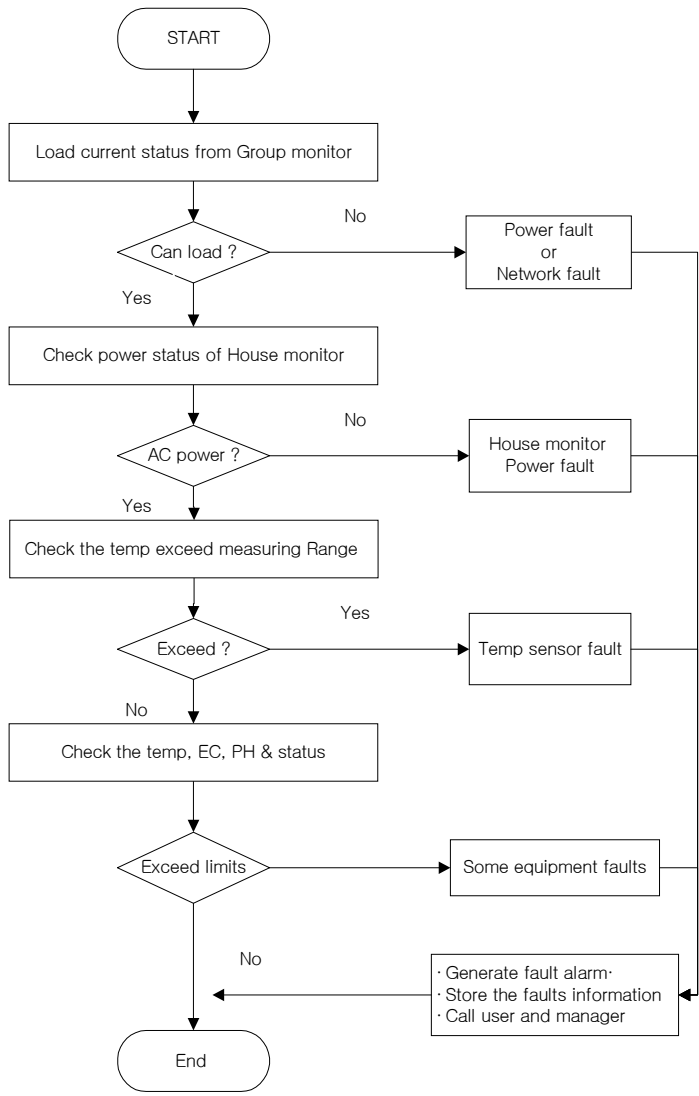 START
Load current status from Group monitor
Can load ?
No
Power fault
or
Network fault
Yes
Check power status of House monitor
AC power ?
No
House monitor
Power fault
Yes
Check the temp exceed measuring Range
Exceed ?
Yes
Temp sensor fault
No
Check the temp, EC, PH & status
Exceed limits
Some equipment faults
No
· Generate fault alarm·
· Store the faults information
· Call user and manager
End